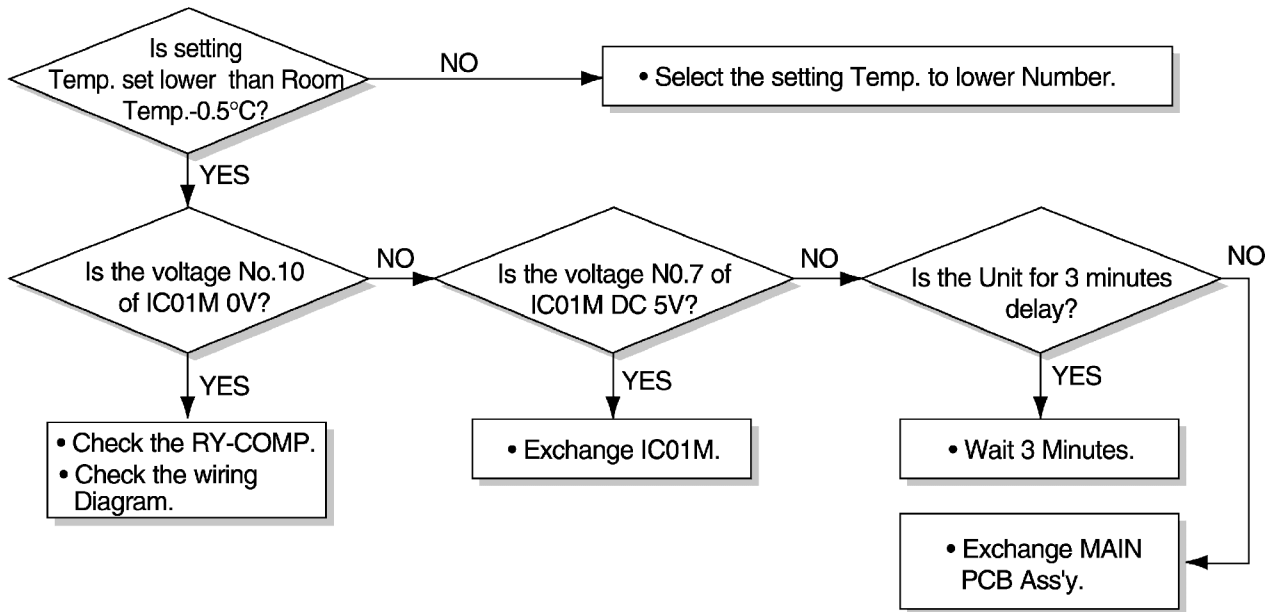 Is setting
Temp. set lower than Room
Temp.-0.5°C?
NO
• Select the setting Temp. to lower Number.
YES
Is the voltage No.10
of IC01M 0V?
NO
Is the voltage N0.7 of
IC01M DC 5V?
NO
Is the Unit for 3 minutes
delay?
NO
YES
• Check the RY-COMP.
• Check the wiring
Diagram.
YES
• Exchange IC01M.
YES
• Wait 3 Minutes.
• Exchange MAIN
PCB Ass'y.